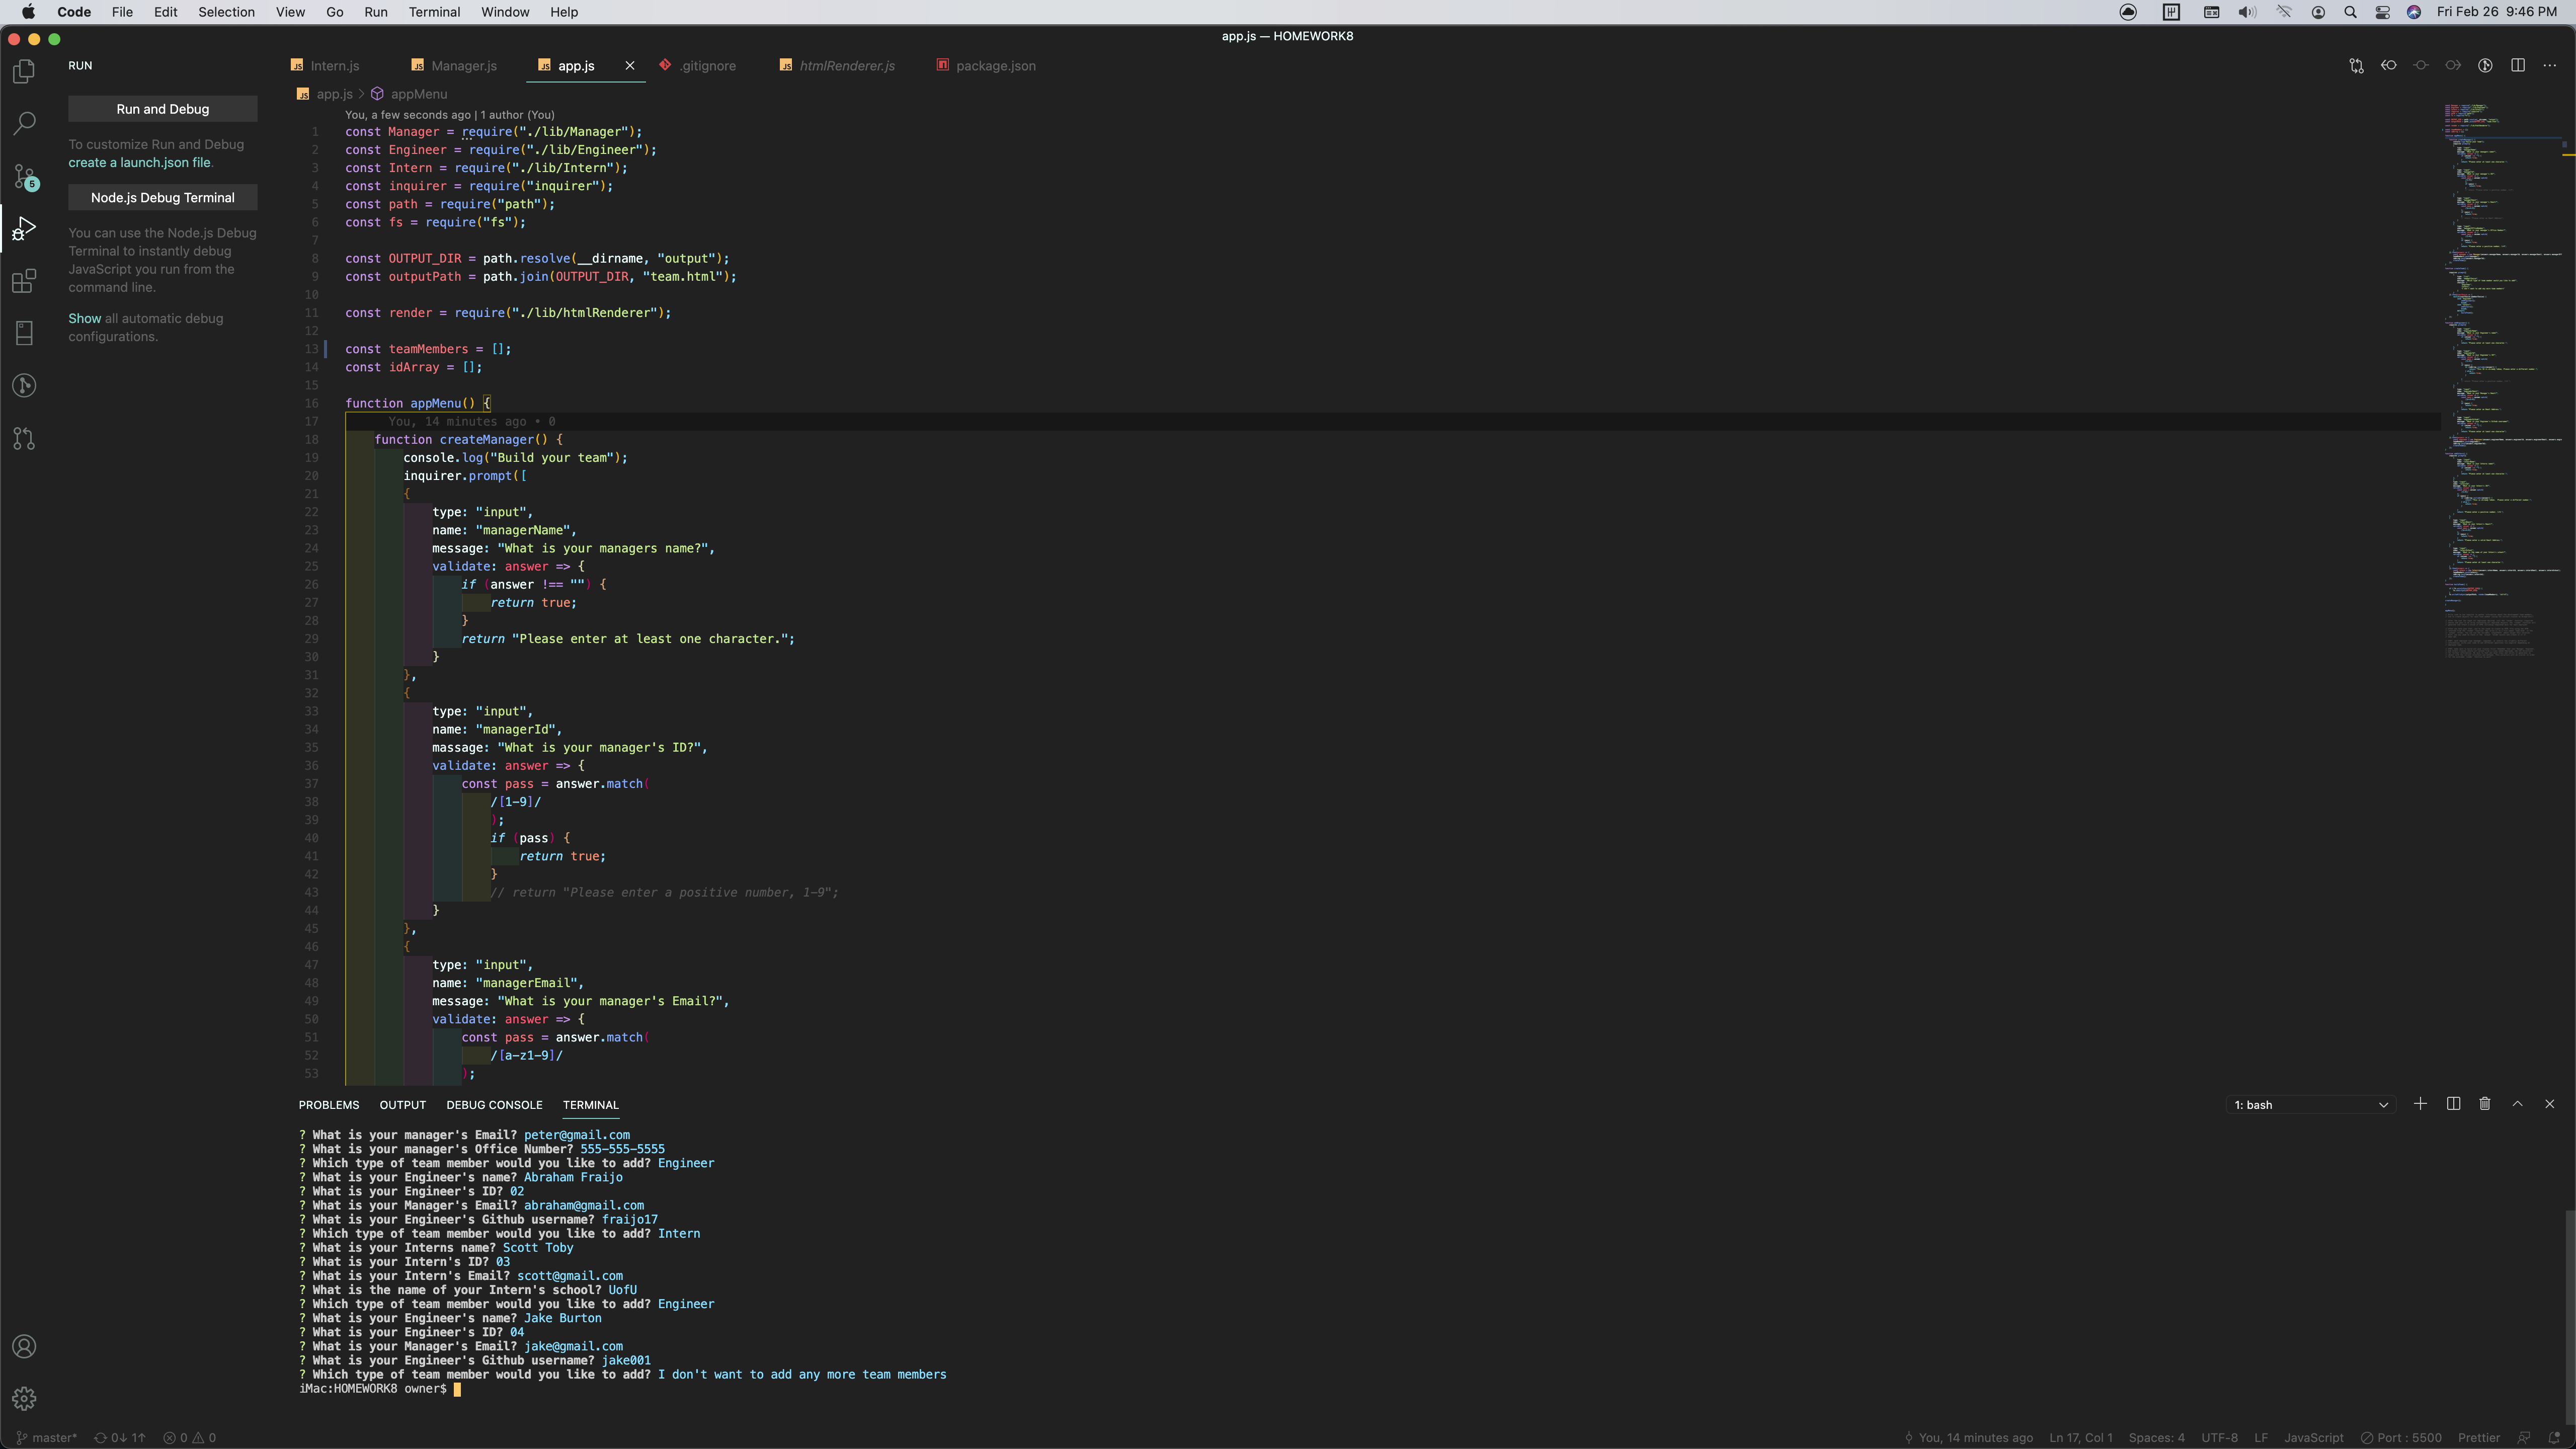 Code File Edit Selection View Go Run Terminal Window Help Fri Feb 26 9:46 PM
app.js — HOMEWORK8
RUN
Intern.js Manager.js app.js .gitignore htmlRenderer.js package.json
app.js > appMenu
Run and Debug
To customize Run and Debug
create a launch.json file.
Node.js Debug Terminal
You can use the Node.js Debug
Terminal to instantly debug
JavaScript you run from the
command line.
Show all automatic debug
configurations.
5
You, a few seconds ago | 1 author (You)
1 const Manager = require("./lib/Manager");
2 const Engineer = require("./lib/Engineer");
3 const Intern = require("./lib/Intern");
4 const inquirer = require("inquirer");
5 const path = require("path");
6 const fs = require("fs");
7
8 const OUTPUT_DIR = path.resolve(__dirname, "output");
9 const outputPath = path.join(OUTPUT_DIR, "team.html");
10
11 const render = require("./lib/htmlRenderer");
12
13 const teamMembers = [];
14 const idArray = [];
15
16 function appMenu() {
17 You, 14 minutes ago • 0
18 function createManager() {
19 console.log("Build your team");
20 inquirer.prompt([
21 {
22 type: "input",
23 name: "managerName",
24 message: "What is your managers name?",
25 validate: answer => {
26 if (answer !== "") {
27 return true;
28 }
29 return "Please enter at least one character.";
30 }
31 },
32 {
33 type: "input",
34 name: "managerId",
35 massage: "What is your manager's ID?",
36 validate: answer => {
37 const pass = answer.match(
38 /[1-9]/
39 );
40 if (pass) {
41 return true;
42 }
43 // return "Please enter a positive number, 1-9";
44 }
45 },
46 {
47 type: "input",
48 name: "managerEmail",
49 message: "What is your manager's Email?",
50 validate: answer => {
51 const pass = answer.match(
52 /[a-z1-9]/
53 );
PROBLEMS OUTPUT DEBUG CONSOLE TERMINAL 1: bash
? What is your manager's Email? peter@gmail.com
? What is your manager's Office Number? 555-555-5555
? Which type of team member would you like to add? Engineer
? What is your Engineer's name? Abraham Fraijo
? What is your Engineer's ID? 02
? What is your Manager's Email? abraham@gmail.com
? What is your Engineer's Github username? fraijo17
? Which type of team member would you like to add? Intern
? What is your Interns name? Scott Toby
? What is your Intern's ID? 03
? What is your Intern's Email? scott@gmail.com
? What is the name of your Intern's school? UofU
? Which type of team member would you like to add? Engineer
? What is your Engineer's name? Jake Burton
? What is your Engineer's ID? 04
? What is your Manager's Email? jake@gmail.com
? What is your Engineer's Github username? jake001
? Which type of team member would you like to add? I don't want to add any more team members
iMac:HOMEWORK8 owner$
master* 0↓ 1↑ 0 0 You, 14 minutes ago Ln 17, Col 1 Spaces: 4 UTF-8 LF JavaScript Port : 5500 Prettier